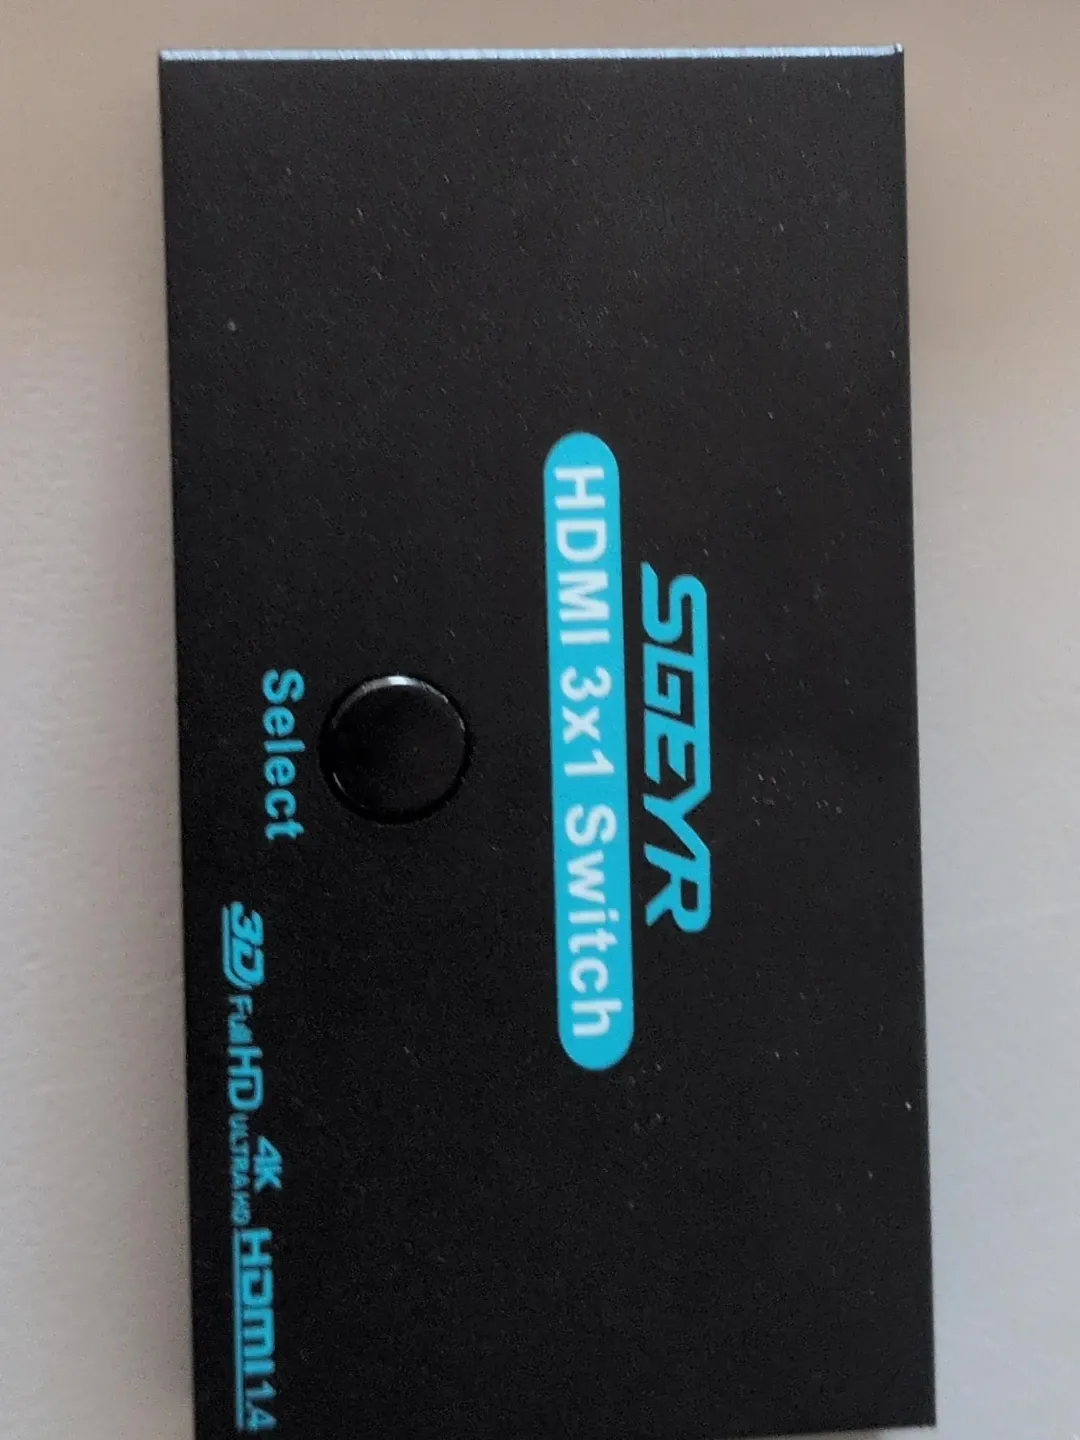 SGEYR
HDMI 3x1 Switch
Select
3D Full HD 4K ULTRA HD HDMI 1.4